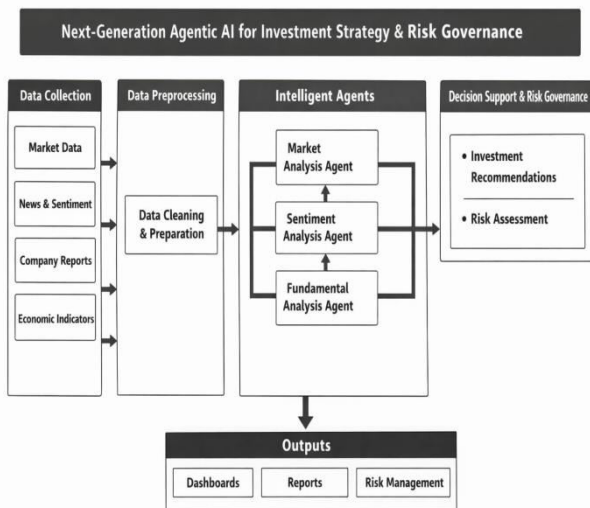 Next-Generation Agentic AI for Investment Strategy & Risk Governance
Data Collection
Market Data
News & Sentiment
Company Reports
Economic Indicators
Data Preprocessing
Data Cleaning
& Preparation
Intelligent Agents
Market
Analysis Agent
Sentiment
Analysis Agent
Fundamental
Analysis Agent
Decision Support & Risk Governance
• Investment
Recommendations
• Risk Assessment
Outputs
Dashboards
Reports
Risk Management